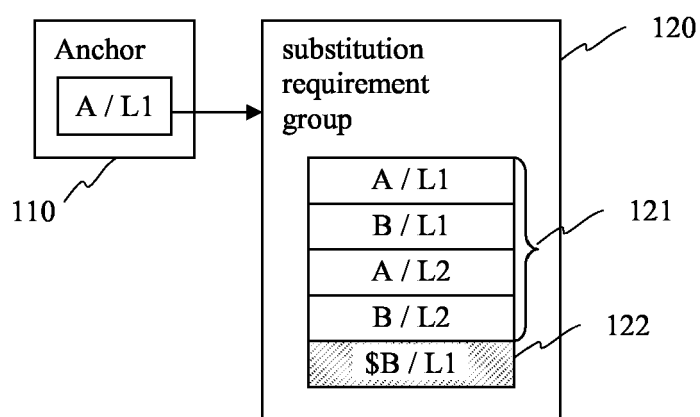 Anchor
A / L1
110
substitution
requirement
group
120
A / L1
B / L1
A / L2
B / L2
121
$B / L1
122